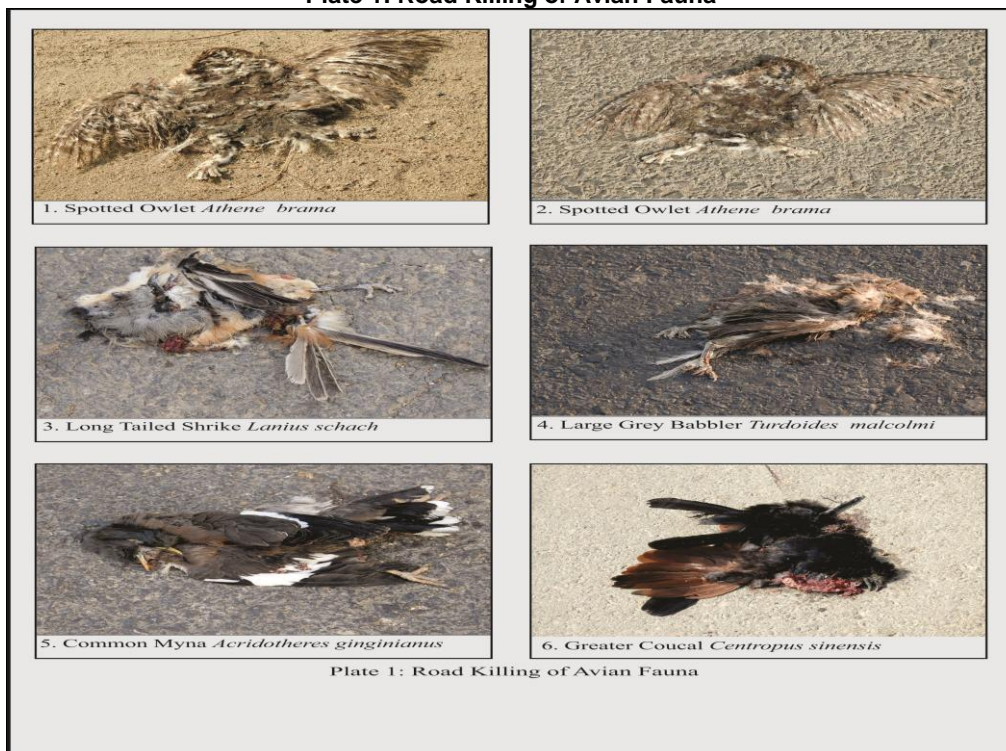 Plate 1: Road Killing of Avian Fauna
1. Spotted Owlet Athene brama
2. Spotted Owlet Athene brama
3. Long Tailed Shrike Lanius schach
4. Large Grey Babbler Turdoides malcolmi
5. Common Myna Acridotheres ginginianus
6. Greater Coucal Centropus sinensis
Plate 1: Road Killing of Avian Fauna